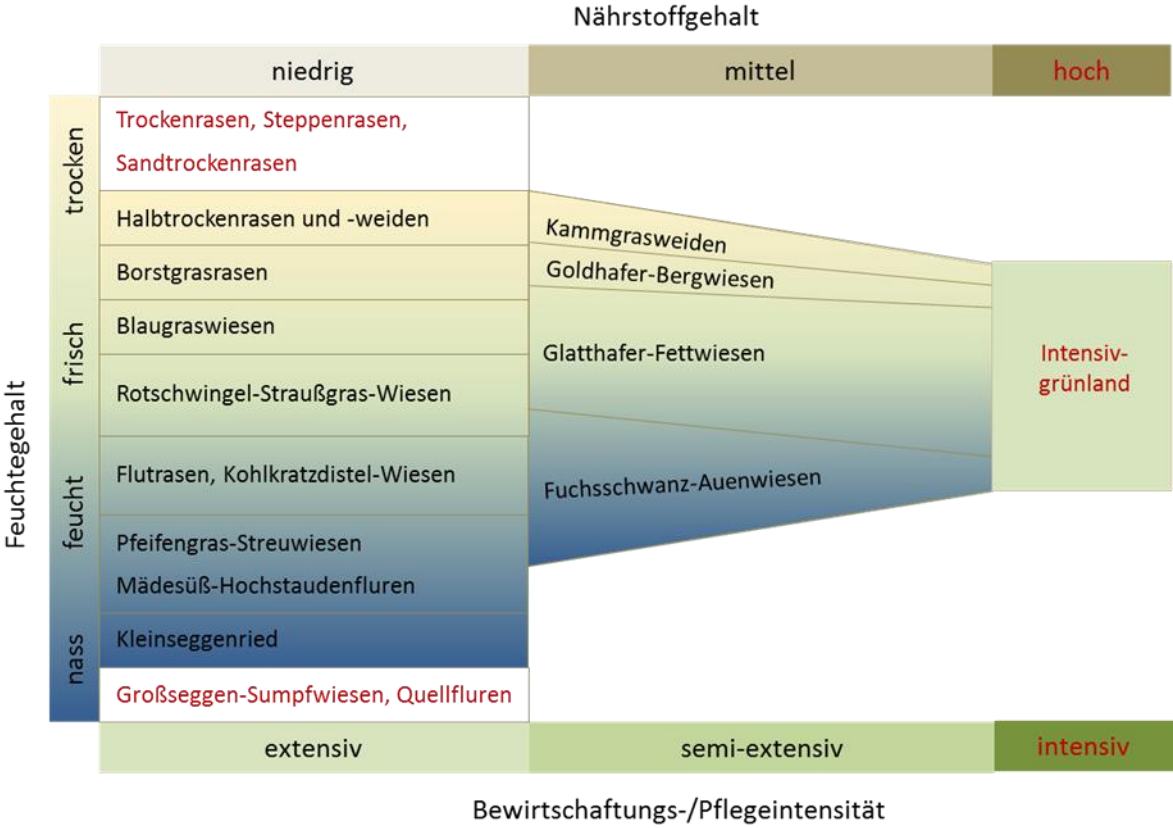 Nährstoffgehalt
niedrig
mittel
hoch
Feuchtegehalt
trocken
frisch
feucht
nass
Trockenrasen, Steppenrasen,
Sandtrockenrasen
Halbtrockenrasen und -weiden
Borstgrasrasen
Blaugraswiesen
Rotschwingel-Straußgras-Wiesen
Flutrasen, Kohlkratzdistel-Wiesen
Pfeifengras-Streuwiesen
Mädesüß-Hochstaudenfluren
Kleinseggenried
Großseggen-Sumpfwiesen, Quellfluren
Kammgrasweiden
Goldhafer-Bergwiesen
Glatthafer-Fettwiesen
Fuchsschwanz-Auenwiesen
Intensiv-
grünland
extensiv
semi-extensiv
intensiv
Bewirtschaftungs-/Pflegeintensität